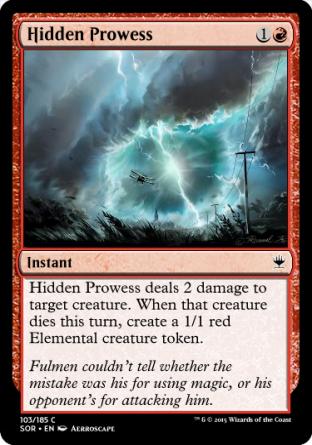 Hidden Prowess 1
Instant
Hidden Prowess deals 2 damage to
target creature. When that creature
dies this turn, create a 1/1 red
Elemental creature token.
Fulmen couldn't tell whether the
mistake was his for using magic, or his
opponent's for attacking him.
103/185 C
SOR • EN Aerroscape
™ & © 2015 Wizards of the Coast